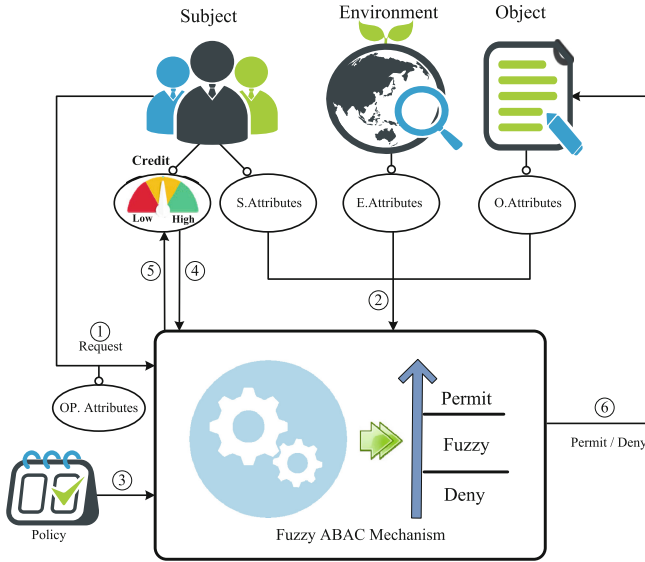 Subject
Environment
Object
Credit
Low
High
S.Attributes
E.Attributes
O.Attributes
5
4
2
1
Request
OP. Attributes
3
Policy
Permit
Fuzzy
Deny
Fuzzy ABAC Mechanism
6
Permit / Deny